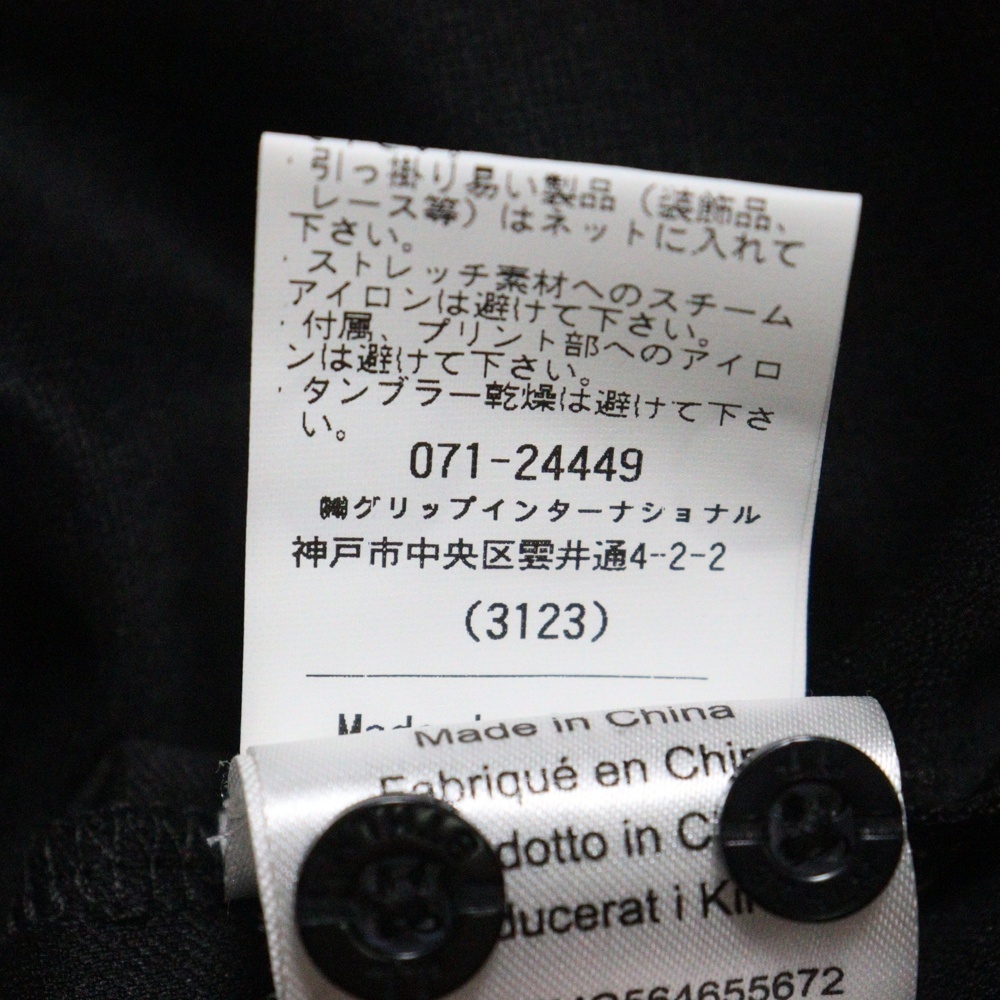 ・引っ掛り易い製品（装飾品、
レース等）はネットに入れて
下さい。
・ストレッチ素材へのスチーム
アイロンは避けて下さい。
・付属、プリント部へのアイロ
ンは避けて下さい。
・タンブラー乾燥は避けて下さ
い。
071-24449
㈱グリップインターナショナル
神戸市中央区雲井通4-2-2
(3123)
Made in China
Fabriqué en
dotto in
ducerat i
564655672